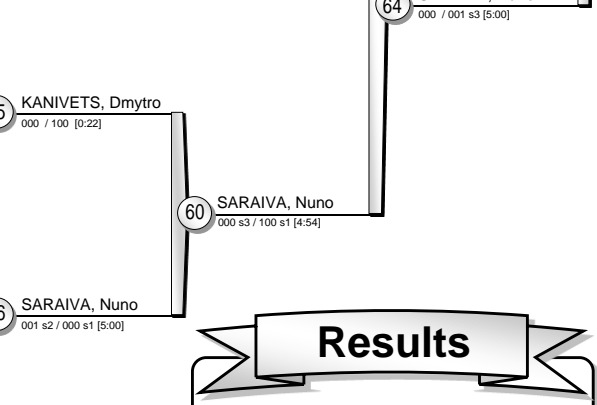 64
000 / 001 s3 [5:00]
KANIVETS, Dmytro
000 / 100 [0:22]
60
SARAIVA, Nuno
000 s3 / 100 s1 [4:54]
SARAIVA, Nuno
001 s2 / 000 s1 [5:00]
Results